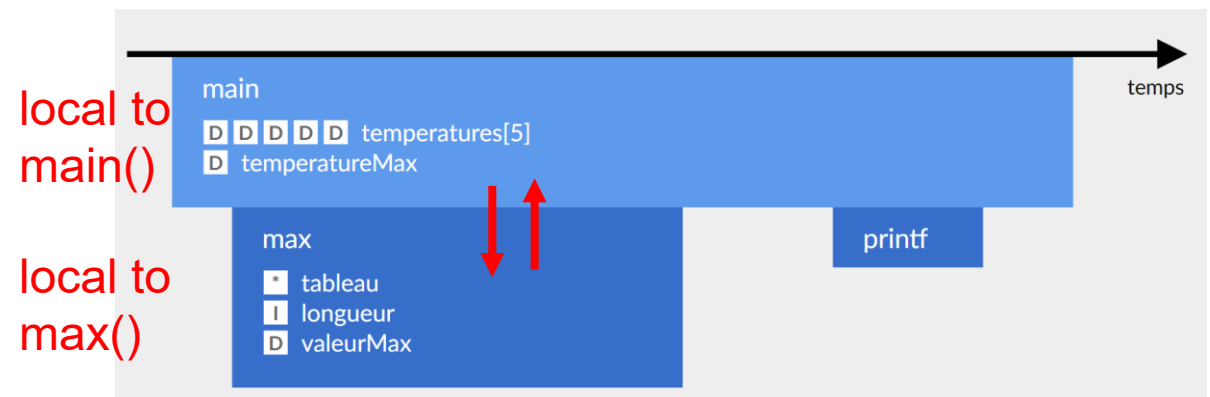 temps
local to
main()
main
D D D D D temperatures[5]
D temperatureMax
local to
max()
max
* tableau
I longueur
D valeurMax
printf